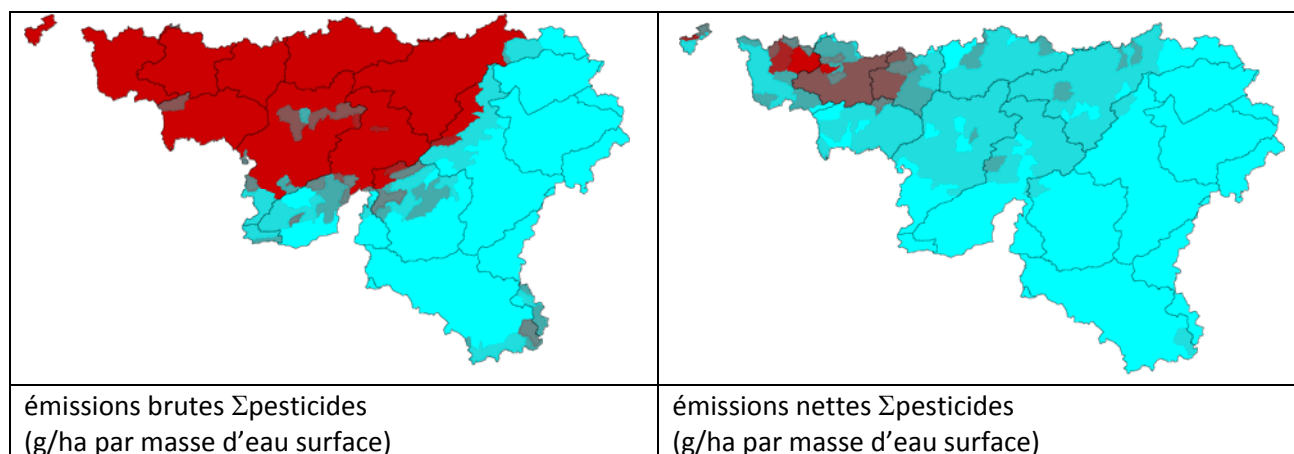 émissions brutes Σpesticides
(g/ha par masse d’eau surface)
émissions nettes Σpesticides
(g/ha par masse d’eau surface)